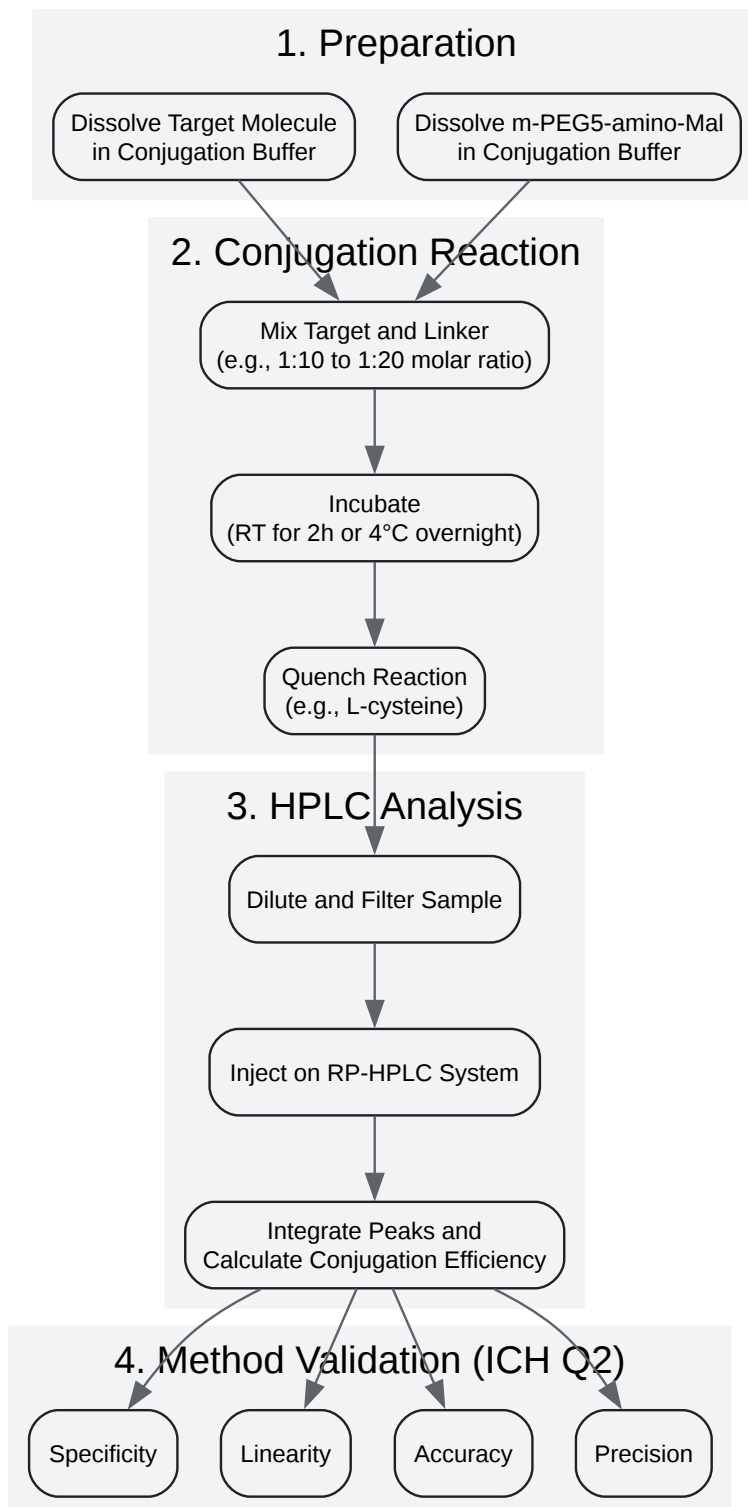 1. Preparation
Dissolve Target Molecule
in Conjugation Buffer
Dissolve m-PEG5-amino-Mal
in Conjugation Buffer
2. Conjugation Reaction
Mix Target and Linker
(e.g., 1:10 to 1:20 molar ratio)
Incubate
(RT for 2h or 4°C overnight)
Quench Reaction
(e.g., L-cysteine)
3. HPLC Analysis
Dilute and Filter Sample
Inject on RP-HPLC System
Integrate Peaks and
Calculate Conjugation Efficiency
4. Method Validation (ICH Q2)
Specificity
Linearity
Accuracy
Precision